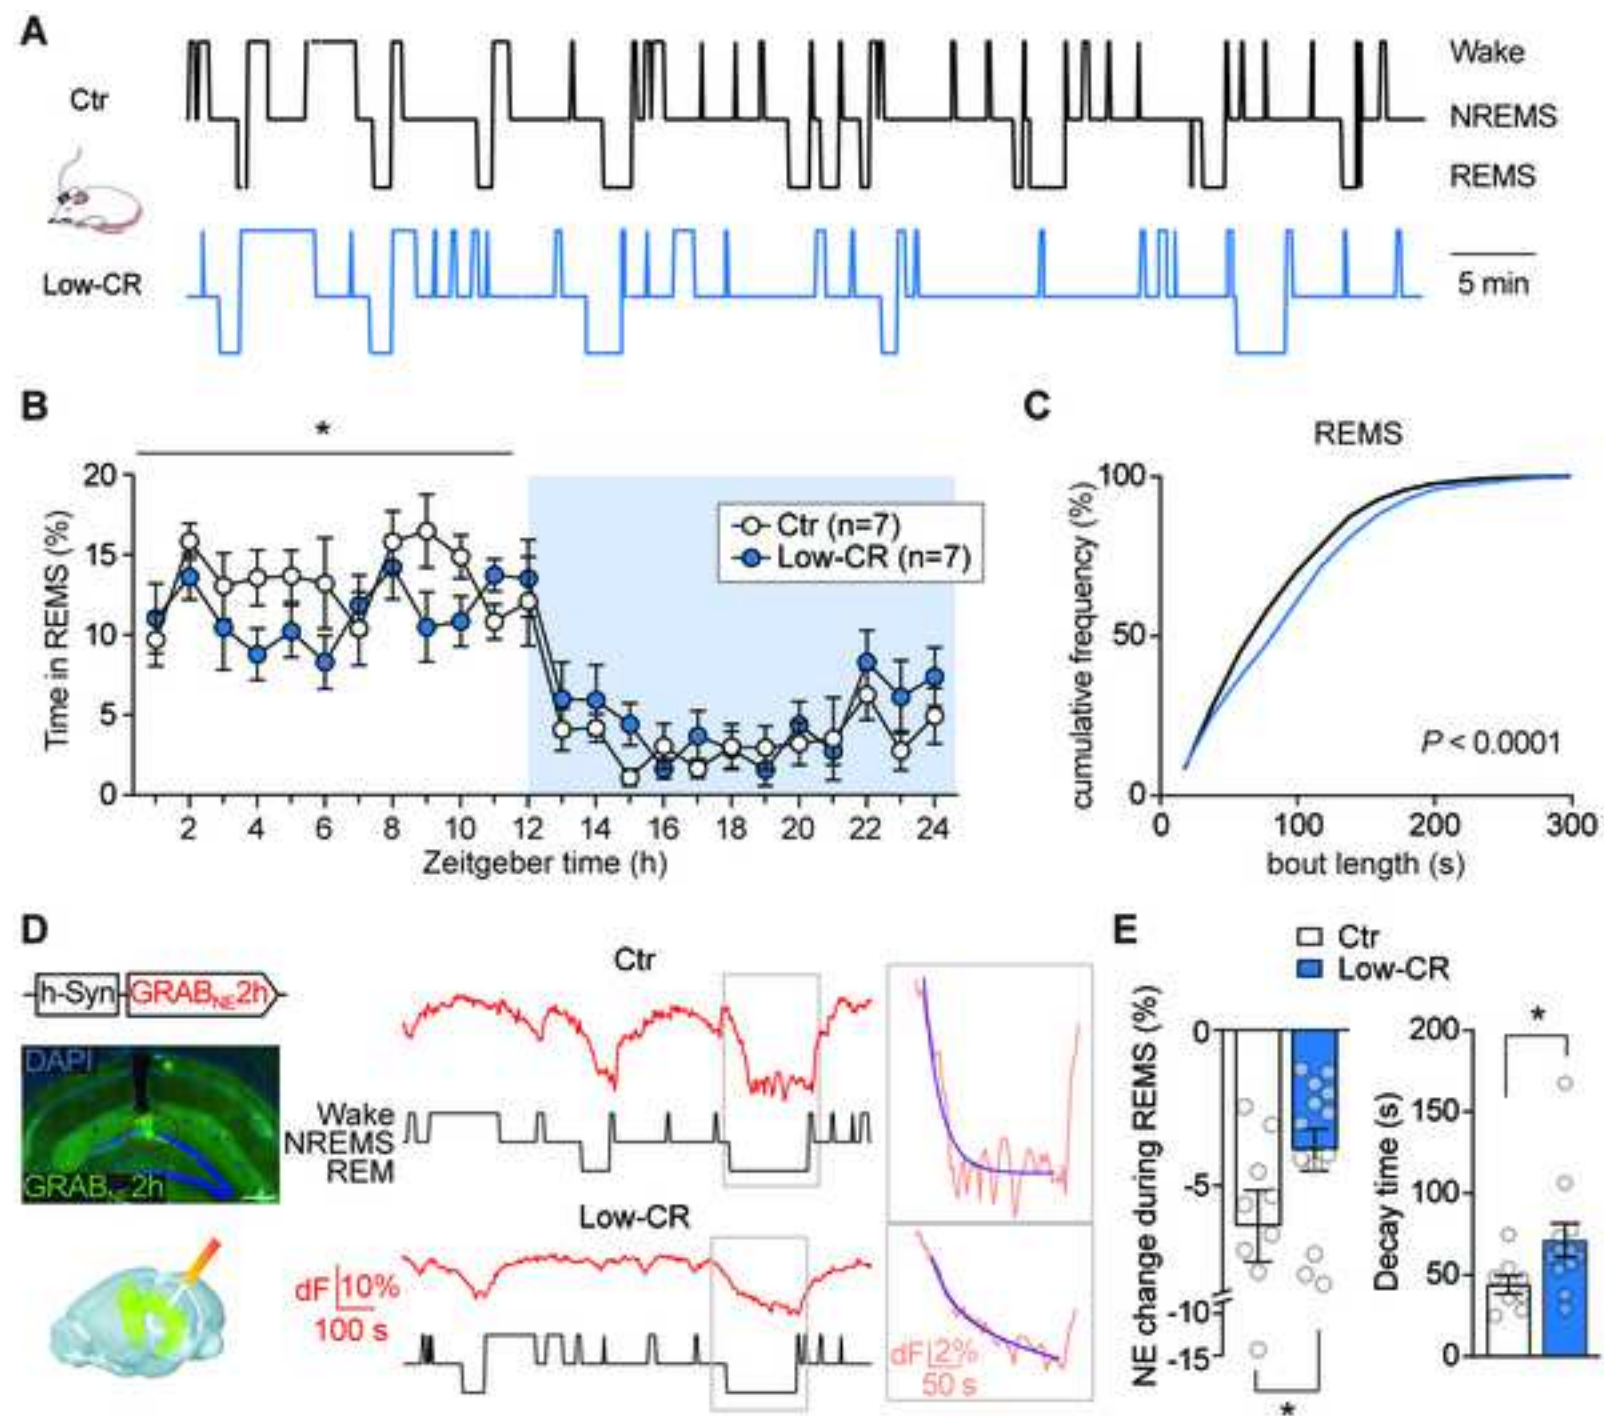 A
Ctr
Wake
NREMS
REMS
Low-CR
5 min
B
*
Time in REMS (%)
20
15
10
5
0
Ctr (n=7)
Low-CR (n=7)
2 4 6 8 10 12 14 16 18 20 22 24
Zeitgeber time (h)
C
REMS
cumulative frequency (%)
100
50
0
P < 0.0001
0 100 200 300
bout length (s)
D
h-Syn GRABNE2h
DAPI
GRABNE2h
Ctr
Wake
NREMS
REM
Low-CR
dF 10%
100 s
dF 2%
50 s
E
Ctr
Low-CR
NE change during REMS (%)
0
-5
-10
-15
*
Decay time (s)
200
150
100
50
0
*